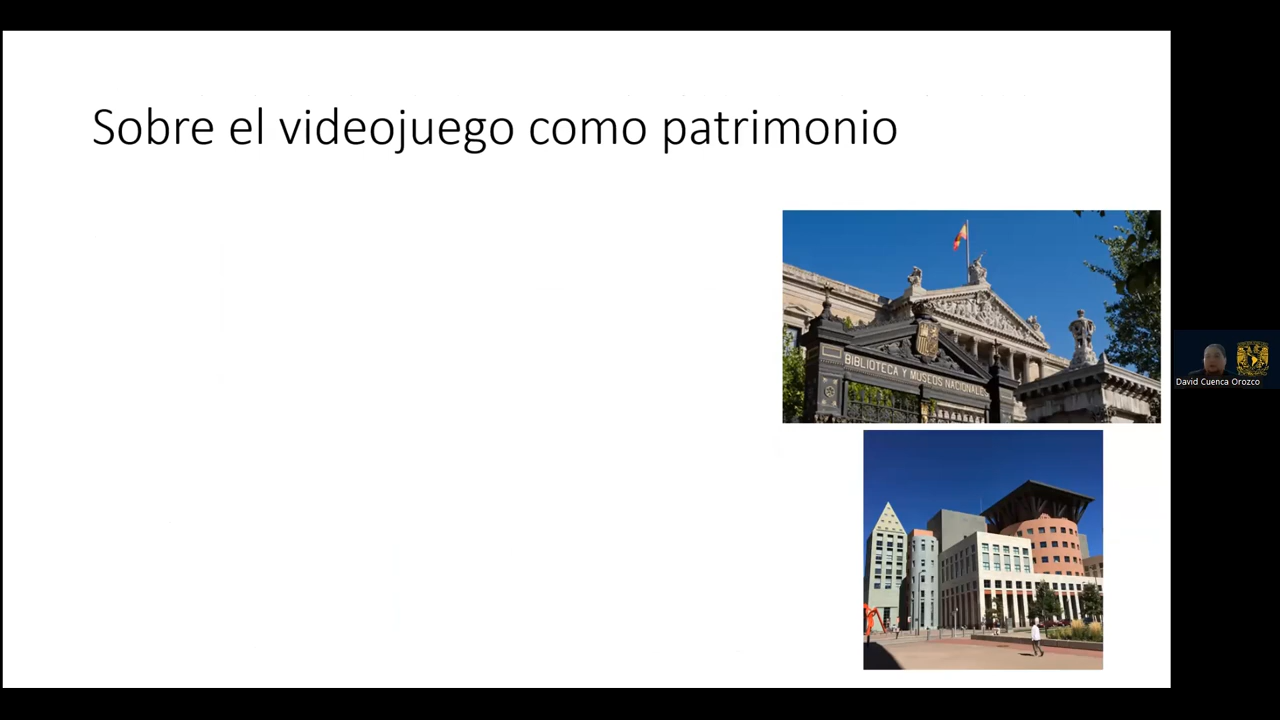 Sobre el videojuego como patrimonio
BIBLIOTECA Y MUSEOS NACIONALES
David Cuenca Orozco